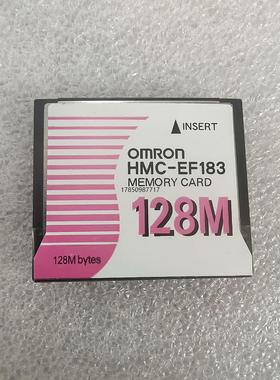 ▲INSERT
OMRON
HMC-EF183
MEMORY CARD
17850987717
128M
128M bytes